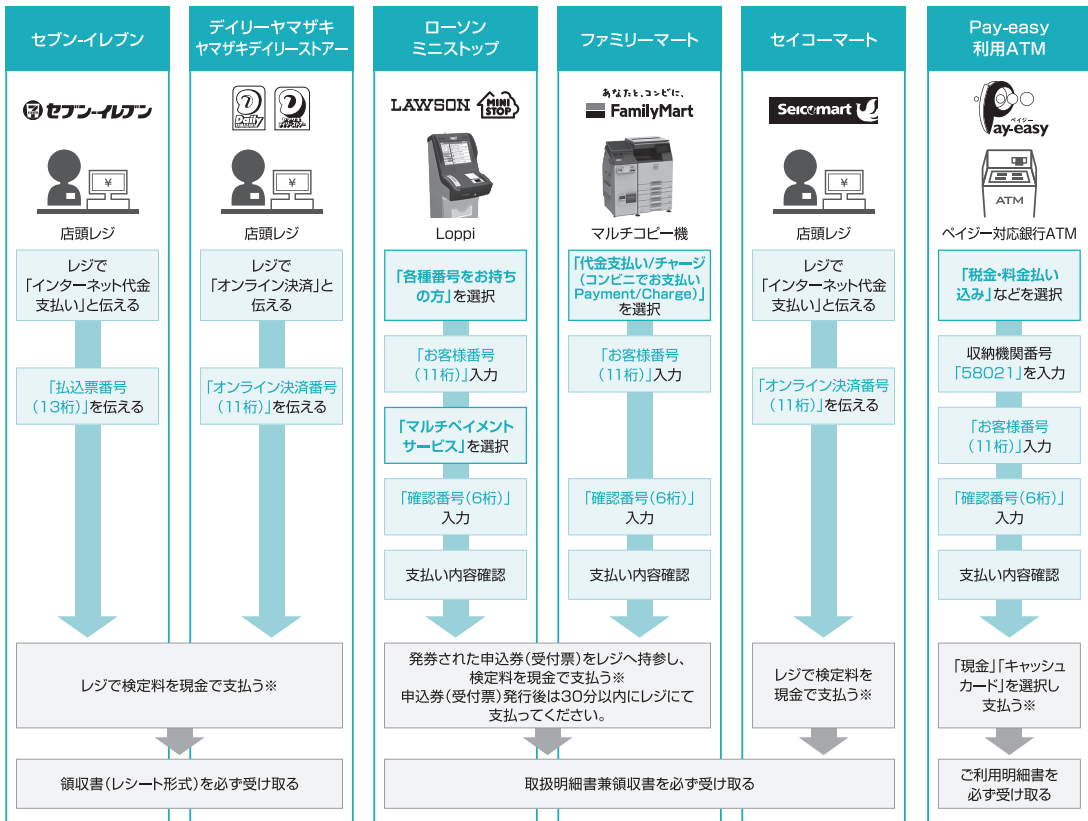 セブン-イレブン
セブン-イレブン
店頭レジ
レジで
「インターネット代金
支払い」と伝える
「払込票番号
(13桁)」を伝える
デイリーヤマザキ
ヤマザキデイリーストアー
Daily
店頭レジ
レジで
「オンライン決済」と
伝える
「オンライン決済番号
(11桁)」を伝える
レジで検定料を現金で支払う※
領収書(レシート形式)を必ず受け取る
ローソン
ミニストップ
LAWSON
MINI
STOP
Loppi
「各種番号をお持ち
の方」を選択
「お客様番号
(11桁)」入力
「マルチペイメント
サービス」を選択
「確認番号(6桁)」
入力
支払い内容確認
ファミリーマート
あなたと、コンビに、
FamilyMart
マルチコピー機
「代金支払い/チャージ
(コンビニでお支払い
Payment/Charge)」
を選択
「お客様番号
(11桁)」入力
「確認番号(6桁)」
入力
支払い内容確認
発券された申込券(受付票)をレジへ持参し、
検定料を現金で支払う※
申込券(受付票)発行後は30分以内にレジにて
支払ってください。
セイコーマート
Seicomart
店頭レジ
レジで
「インターネット代金
支払い」と伝える
「オンライン決済番号
(11桁)」を伝える
レジで検定料を
現金で支払う※
取扱明細書兼領収書を必ず受け取る
Pay-easy
利用ATM
ペイジー
Pay-easy
ATM
ペイジー対応銀行ATM
「税金・料金払い
込み」などを選択
収納機関番号
「58021」を入力
「お客様番号
(11桁)」入力
「確認番号(6桁)」
入力
支払い内容確認
「現金」「キャッシュ
カード」を選択し
支払う※
ご利用明細書を
必ず受け取る